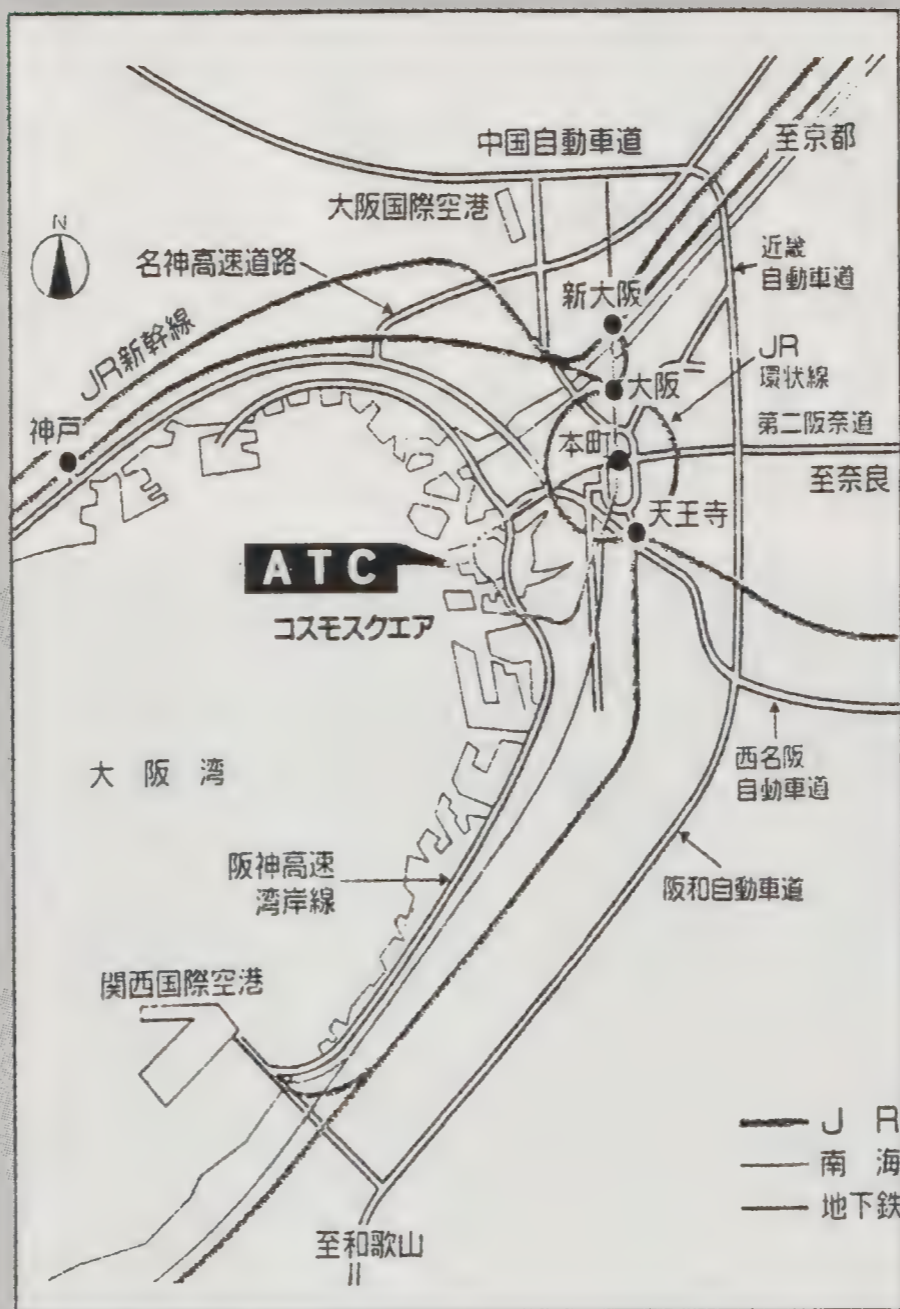 中国自動車道
至京都
大阪国際空港
N
名神高速道路
近畿
自動車道
新大阪
JR新幹線
JR
環状線
大阪
第二阪奈道
神戸
本町
至奈良
天王寺
ATC
コスモスクエア
大阪湾
西名阪
自動車道
阪神高速
湾岸線
阪和自動車道
関西国際空港
JR
南海
地下鉄
至和歌山